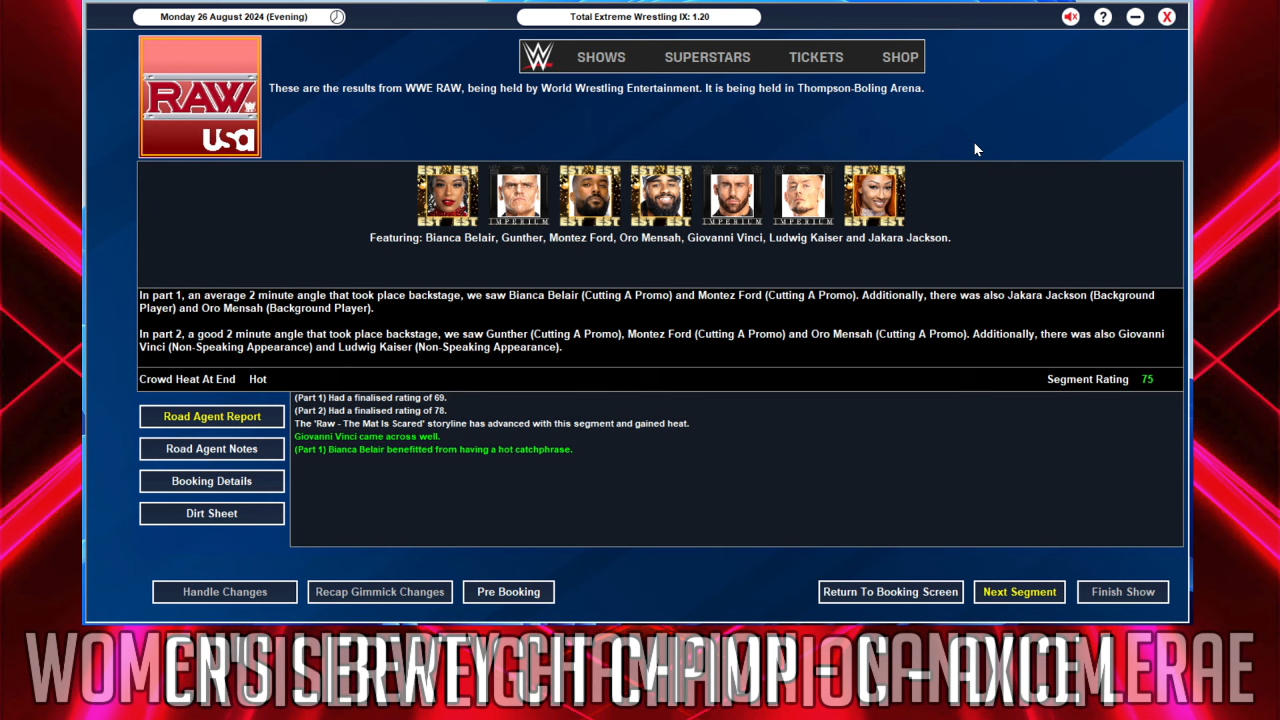 Monday 26 August 2024 (Evening)
Total Extreme Wrestling IX: 1.20
?
X
RAW
USA
W
SHOWS
SUPERSTARS
TICKETS
SHOP
These are the results from WWE RAW, being held by World Wrestling Entertainment. It is being held in Thompson-Boling Arena.
Featuring: Bianca Belair, Gunther, Montez Ford, Oro Mensah, Giovanni Vinci, Ludwig Kaiser and Jakara Jackson.
In part 1, an average 2 minute angle that took place backstage, we saw Bianca Belair (Cutting A Promo) and Montez Ford (Cutting A Promo). Additionally, there was also Jakara Jackson (Background
Player) and Oro Mensah (Background Player).
In part 2, a good 2 minute angle that took place backstage, we saw Gunther (Cutting A Promo), Montez Ford (Cutting A Promo) and Oro Mensah (Cutting A Promo). Additionally, there was also Giovanni
Vinci (Non-Speaking Appearance) and Ludwig Kaiser (Non-Speaking Appearance).
Crowd Heat At End Hot
Segment Rating 75
Road Agent Report
Road Agent Notes
Booking Details
Dirt Sheet
(Part 1) Had a finalised rating of 69.
(Part 2) Had a finalised rating of 78.
The 'Raw - The Mat Is Scared' storyline has advanced with this segment and gained heat.
Giovanni Vinci came across well.
(Part 1) Bianca Belair benefitted from having a hot catchphrase.
Handle Changes
Recap Gimmick Changes
Pre Booking
Return To Booking Screen
Next Segment
Finish Show